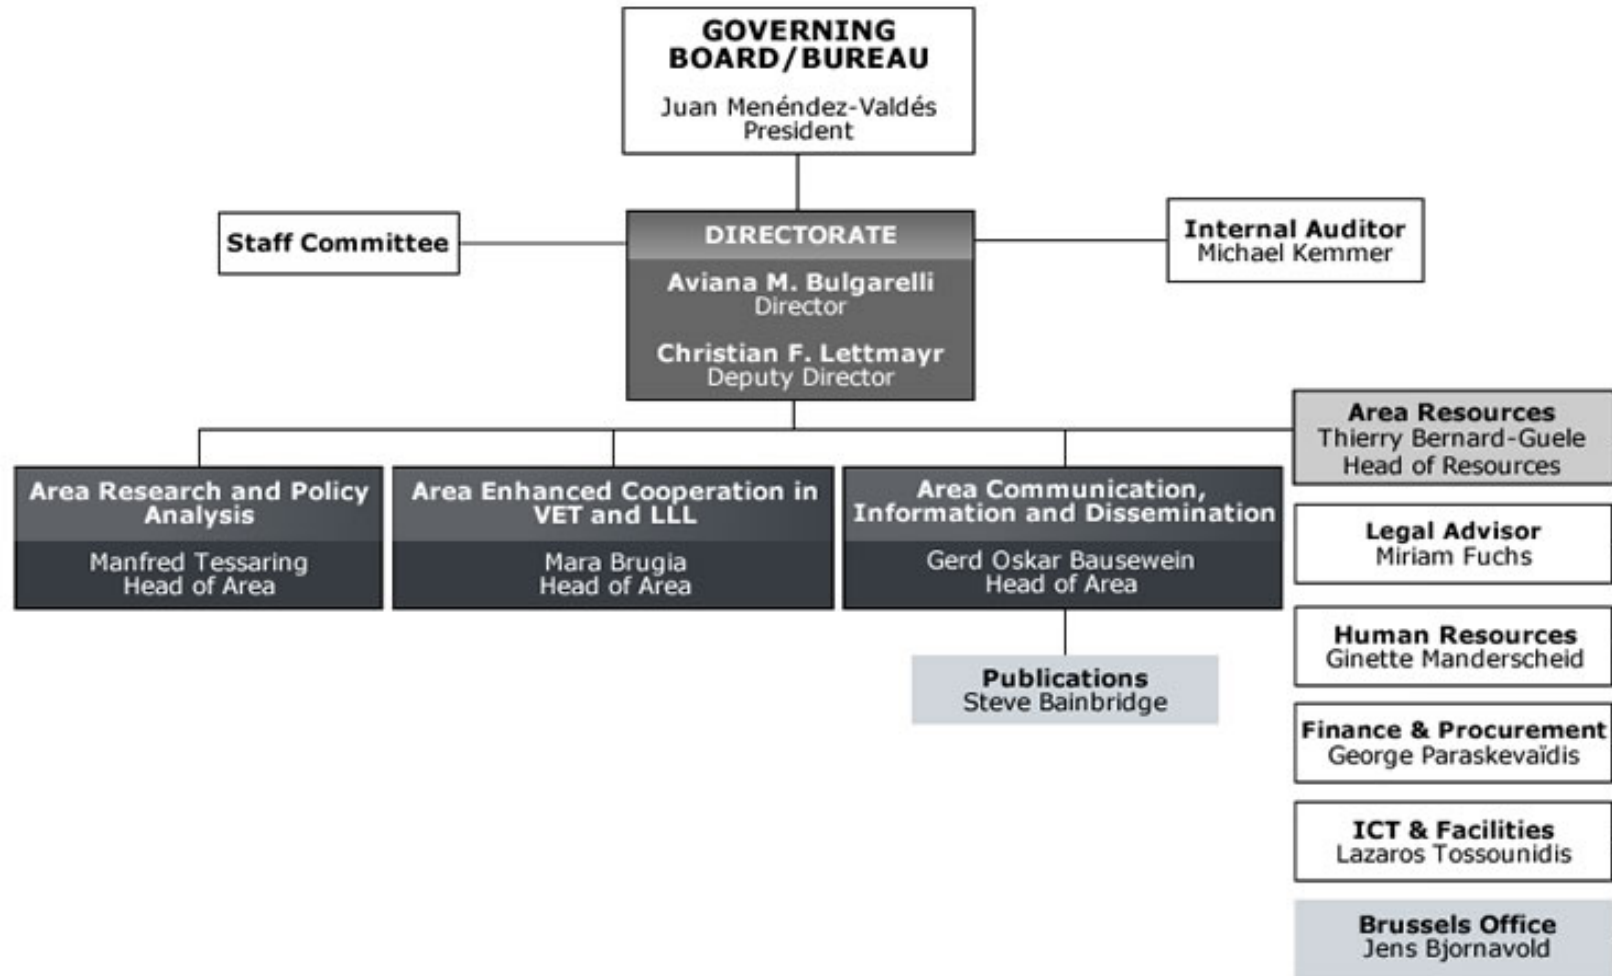 GOVERNING
BOARD/BUREAU
Juan Menéndez-Valdés
President
Staff Committee
DIRECTORATE
Aviana M. Bulgarelli
Director
Christian F. Lettmayr
Deputy Director
Internal Auditor
Michael Kemmer
Area Research and Policy
Analysis
Manfred Tessaring
Head of Area
Area Enhanced Cooperation in
VET and LLL
Mara Brugia
Head of Area
Area Communication,
Information and Dissemination
Gerd Oskar Bausewein
Head of Area
Publications
Steve Bainbridge
Area Resources
Thierry Bernard-Guele
Head of Resources
Legal Advisor
Miriam Fuchs
Human Resources
Ginette Manderscheid
Finance & Procurement
George Paraskevaïdis
ICT & Facilities
Lazaros Tossounidis
Brussels Office
Jens Bjornavold